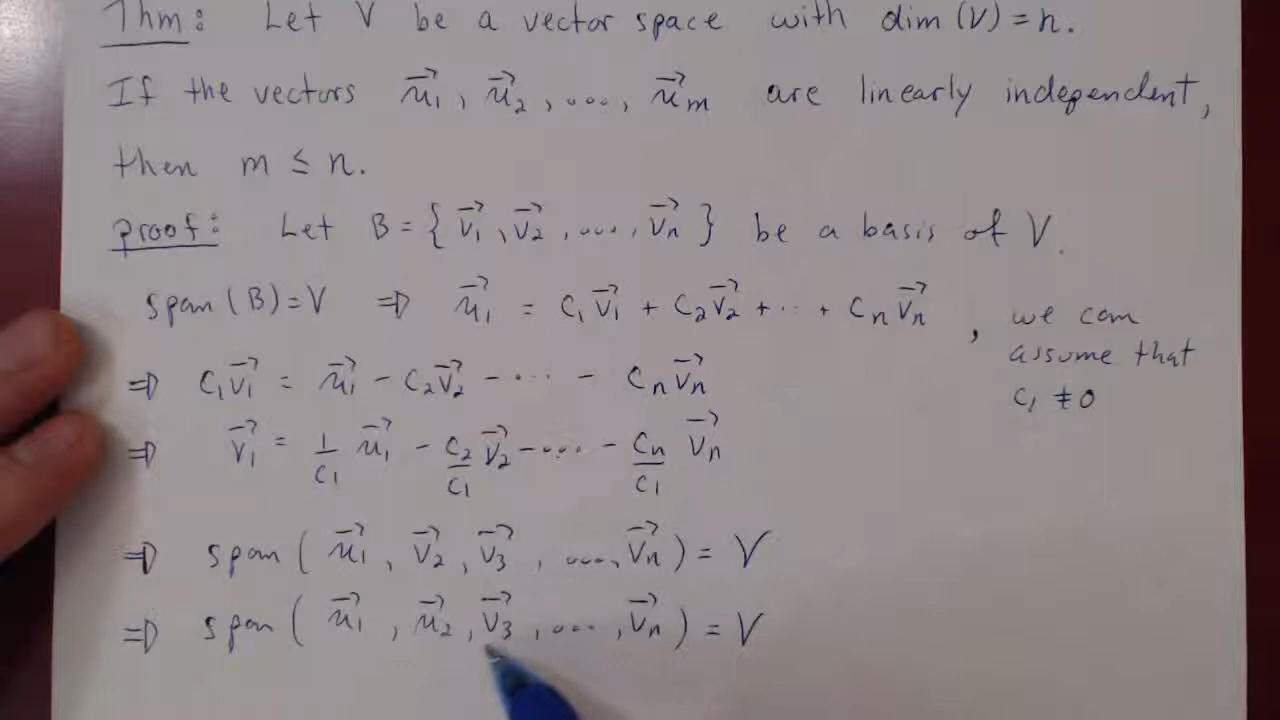 Thm: Let V be a vector space with dim (V) = n.
If the vectors u⃗₁, u⃗₂, ..., u⃗ₘ are linearly independent,
then m ≤ n.
proof: Let B = { v⃗₁, v⃗₂, ..., v⃗ₙ } be a basis of V.
span (B) = V ⇒ u⃗₁ = c₁v⃗₁ + c₂v⃗₂ + ... + cₙv⃗ₙ , we can
assume that
c₁ ≠ 0
⇒ c₁v⃗₁ = u⃗₁ - c₂v⃗₂ - ... - cₙv⃗ₙ
⇒ v⃗₁ = 1/c₁ u⃗₁ - c₂/c₁ v⃗₂ - ... - cₙ/c₁ v⃗ₙ
⇒ span ( u⃗₁, v⃗₂, v⃗₃, ..., v⃗ₙ ) = V
⇒ span ( u⃗₁, u⃗₂, v⃗₃, ..., v⃗ₙ ) = V